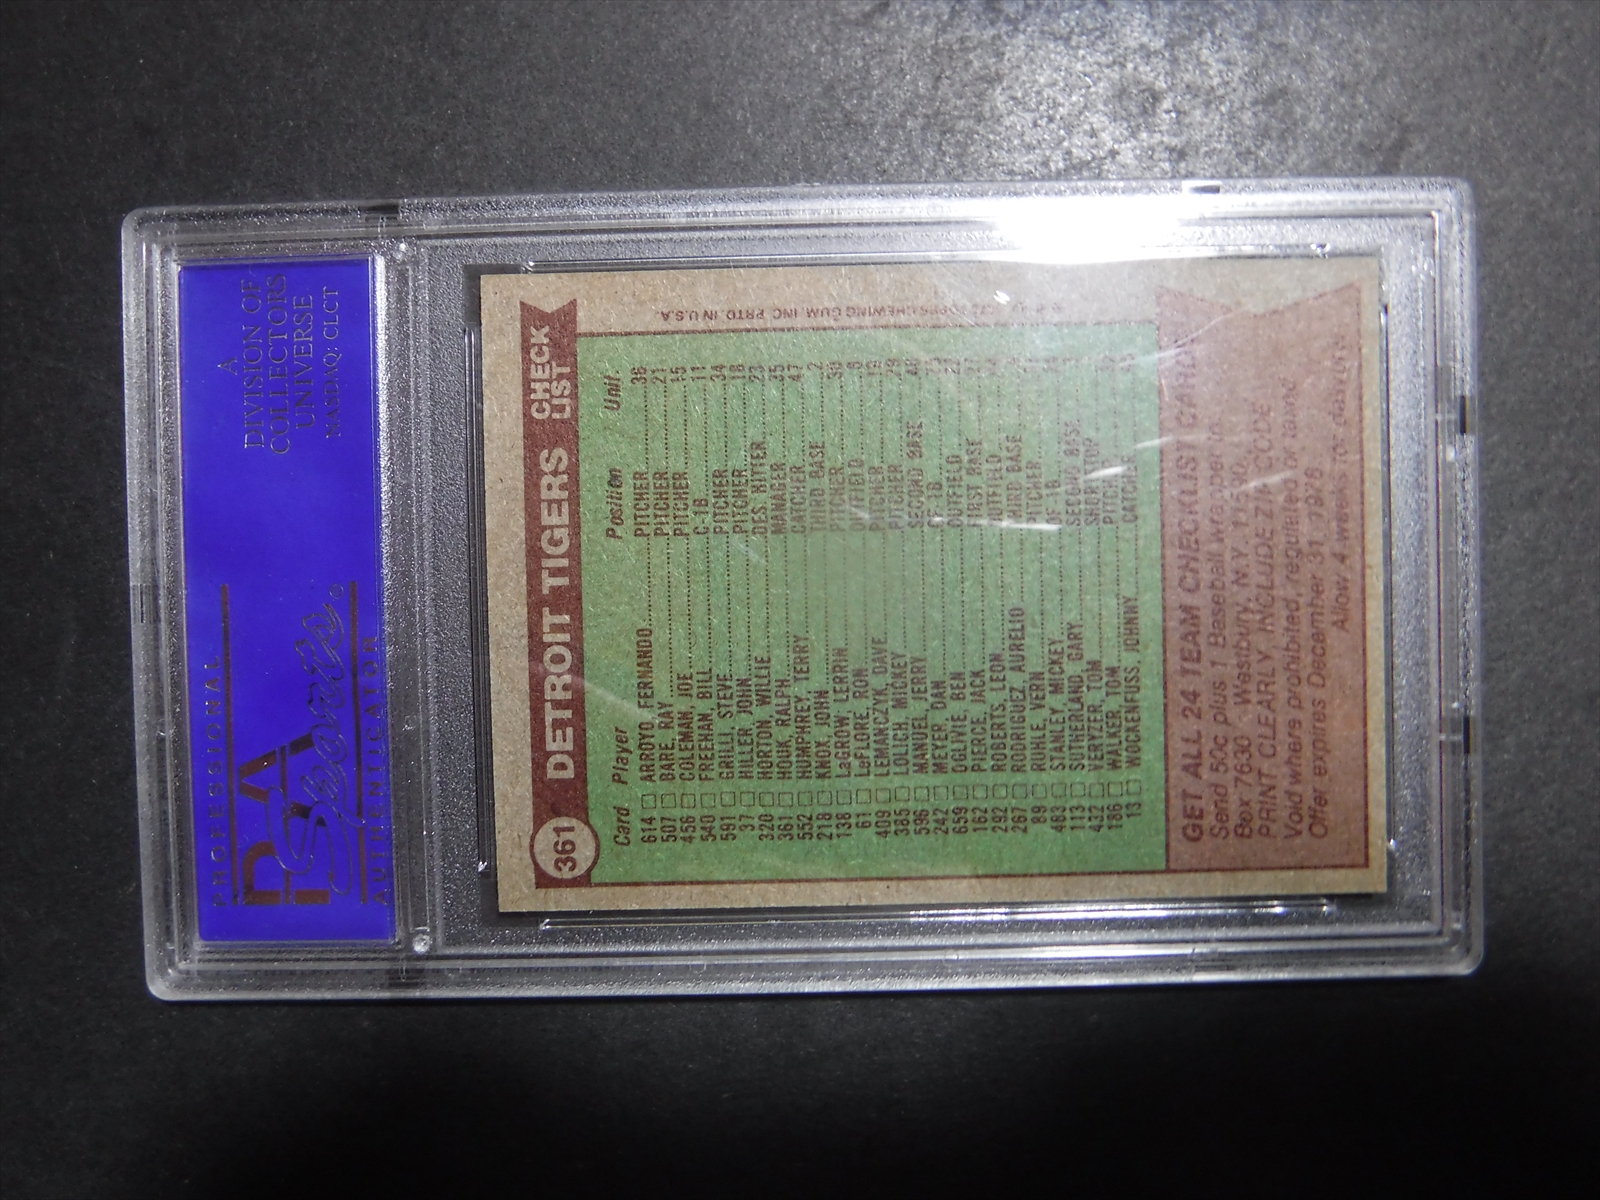 PROFESSIONAL
PSA
Sports
AUTHENTICATOR
A
DIVISION OF
COLLECTORS
UNIVERSE
NASDAQ: CLCT
361 DETROIT TIGERS CHECK LIST
Card Player Position Unif.
614 ARROYO, FERNANDO PITCHER 36
507 BARE, RAY PITCHER 21
456 COLEMAN, JOE PITCHER 15
540 FREEHAN, BILL C-1B 11
591 GRILLI, STEVE PITCHER 34
37 HILLER, JOHN PITCHER 18
320 HORTON, WILLIE DES. HITTER 23
361 HOUK, RALPH MANAGER 35
552 HUMPHREY, TERRY CATCHER 47
218 KNOX, JOHN THIRD BASE 2
138 LaGROW, LERRIN PITCHER
61 LeFLORE, RON OUTFIELD 8
409 LEMANCZYK, DAVE PITCHER
385 LOLICH, MICKEY PITCHER 29
596 MANUEL, JERRY SECOND BASE
242 MEYER, DAN OF-1B
659 OGLIVIE, BEN OUTFIELD
162 PIERCE, JACK FIRST BASE
292 ROBERTS, LEON OUTFIELD
267 RODRIGUEZ, AURELIO THIRD BASE
89 RUHLE, VERN PITCHER
483 STANLEY, MICKEY OF-1B
113 SUTHERLAND, GARY SECOND BASE
432 VERYZER, TOM SHORTSTOP
186 WALKER, TOM PITCHER
13 WOCKENFUSS, JOHNNY CATCHER
GET ALL 24 TEAM CHECKLIST CARDS
Send 50c plus 1 Baseball wrapper to:
Box 7630 Westbury, N.Y. 11590.
PRINT CLEARLY. INCLUDE ZIP CODE
Void where prohibited, regulated or taxed
Offer expires December 31 1976
Allow 4 weeks for delivery
TOPPS CHEWING GUM, INC. PRTD. IN U.S.A.